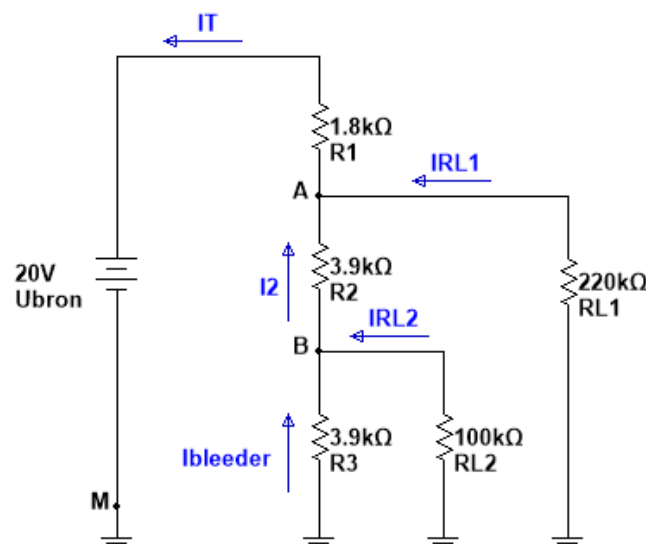 IT
1.8kΩ
R1
IRL1
A
20V
Ubron
I2
3.9kΩ
R2
220kΩ
RL1
IRL2
B
Ibleeder
3.9kΩ
R3
100kΩ
RL2
M